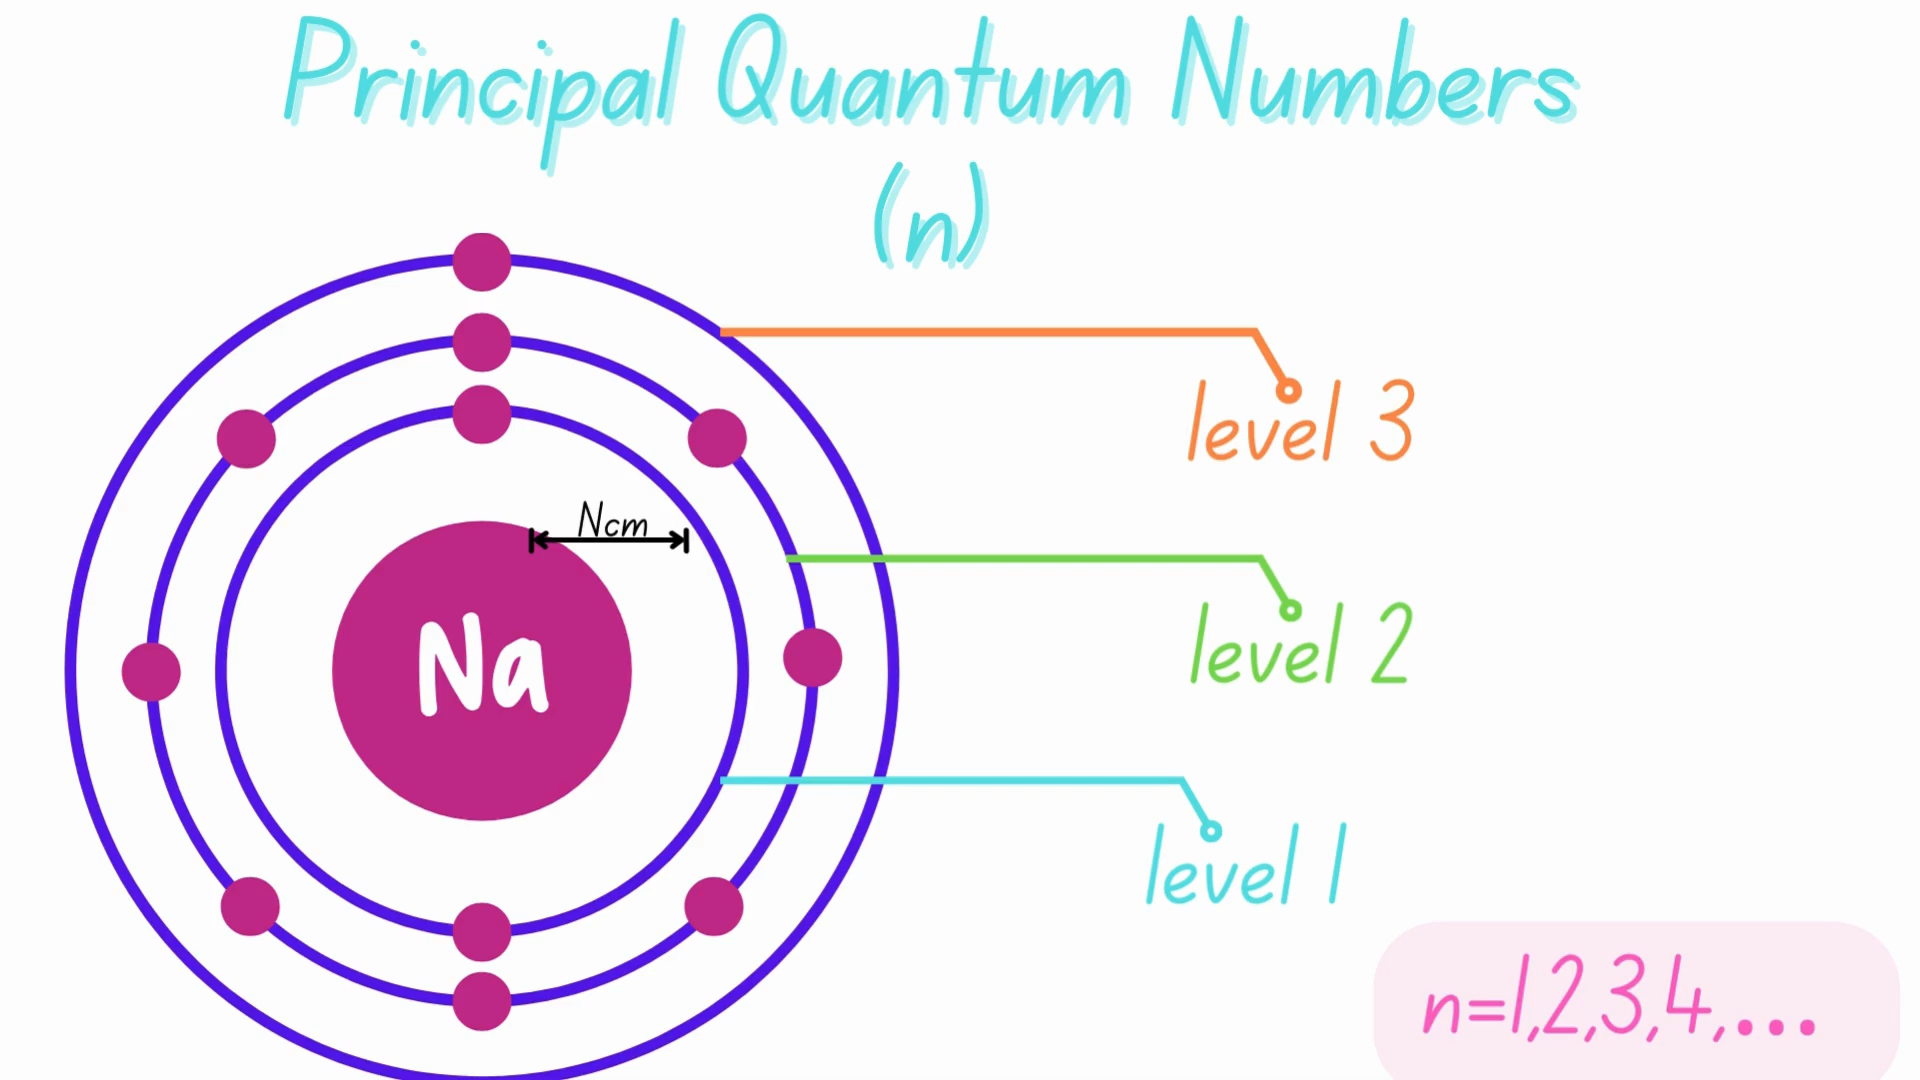 Principal Quantum Numbers
(n)
level 3
Ncm
level 2
Na
level 1
n=1,2,3,4,...